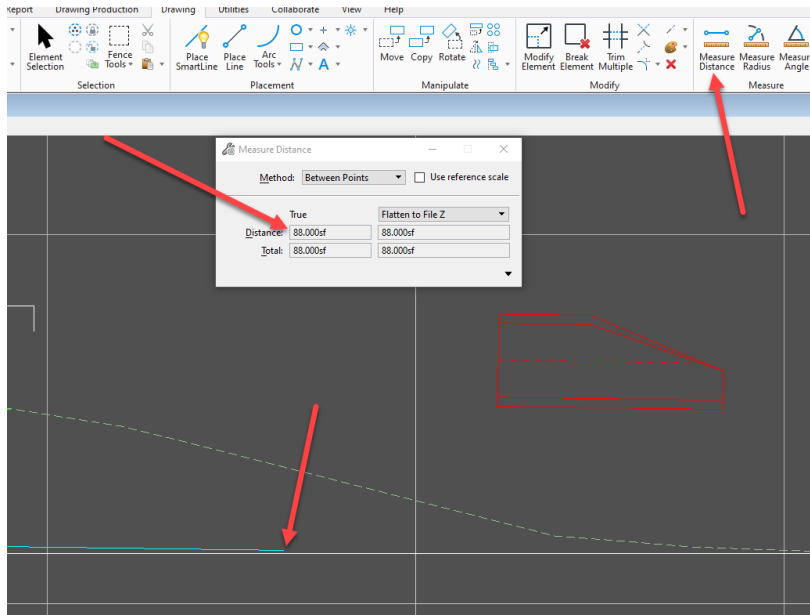 Report Drawing Production Drawing Utilities Collaborate View Help
Element Selection
Fence Tools
Selection
Place SmartLine
Place Line
Arc Tools
Placement
Move Copy Rotate
Manipulate
Modify Element
Break Element
Trim Multiple
Modify
Measure Distance
Measure Radius
Measure Angle
Measure
Measure Distance
Method: Between Points Use reference scale
True Flatten to File Z
Distance: 88.000sf 88.000sf
Total: 88.000sf 88.000sf